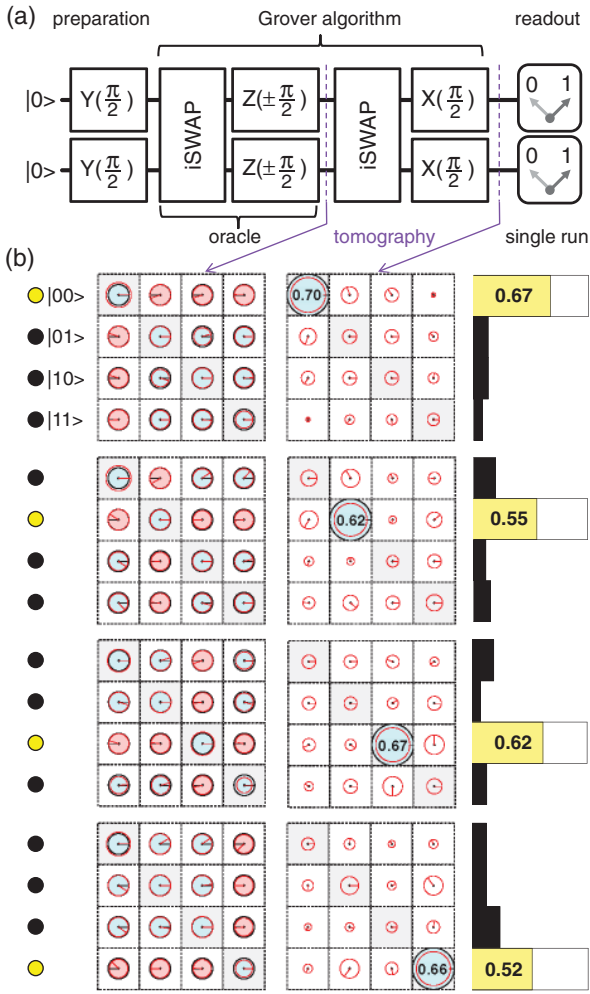 (a) preparation Grover algorithm readout
|0> Y(π/2) iSWAP Z(±π/2) iSWAP X(π/2) 0 1
|0> Y(π/2) Z(±π/2) X(π/2) 0 1
oracle tomography single run
(b)
|00> 0.70 0.67
|01>
|10>
|11>
0.62 0.55
0.67 0.62
0.66 0.52